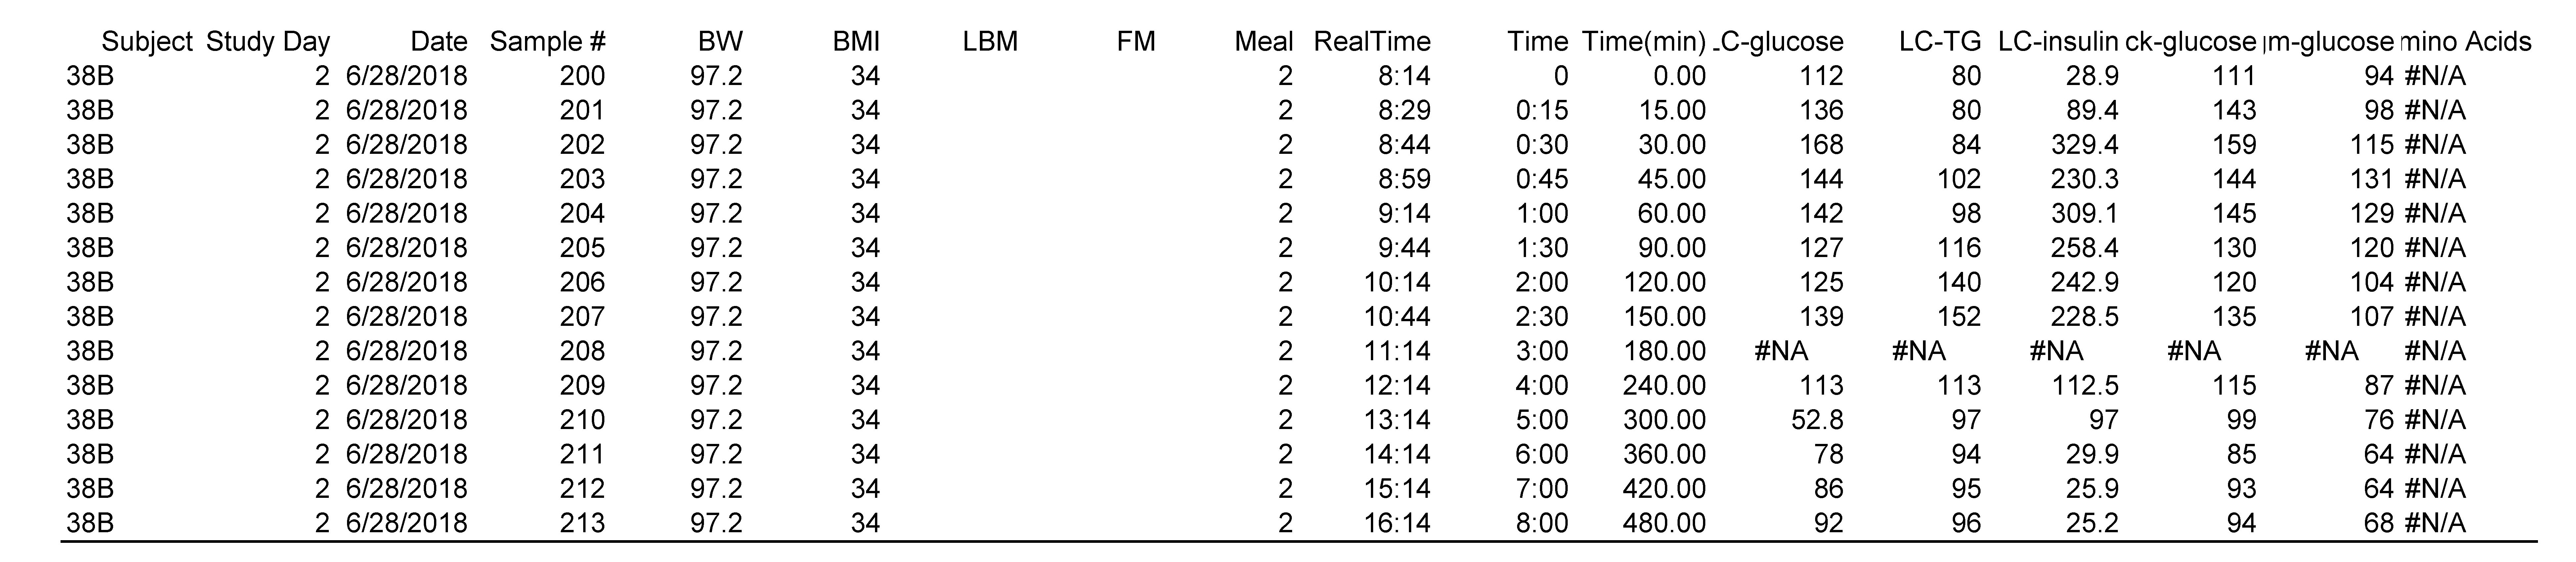 Subject Study Day Date Sample # BW BMI LBM FM Meal RealTime Time Time(min) LC-glucose LC-TG LC-insulin ck-glucose gm-glucose mino Acids
38B 2 6/28/2018 200 97.2 34 2 8:14 0 0.00 112 80 28.9 111 94 #N/A
38B 2 6/28/2018 201 97.2 34 2 8:29 0:15 15.00 136 80 89.4 143 98 #N/A
38B 2 6/28/2018 202 97.2 34 2 8:44 0:30 30.00 168 84 329.4 159 115 #N/A
38B 2 6/28/2018 203 97.2 34 2 8:59 0:45 45.00 144 102 230.3 144 131 #N/A
38B 2 6/28/2018 204 97.2 34 2 9:14 1:00 60.00 142 98 309.1 145 129 #N/A
38B 2 6/28/2018 205 97.2 34 2 9:44 1:30 90.00 127 116 258.4 130 120 #N/A
38B 2 6/28/2018 206 97.2 34 2 10:14 2:00 120.00 125 140 242.9 120 104 #N/A
38B 2 6/28/2018 207 97.2 34 2 10:44 2:30 150.00 139 152 228.5 135 107 #N/A
38B 2 6/28/2018 208 97.2 34 2 11:14 3:00 180.00 #NA #NA #NA #NA #NA #N/A
38B 2 6/28/2018 209 97.2 34 2 12:14 4:00 240.00 113 113 112.5 115 87 #N/A
38B 2 6/28/2018 210 97.2 34 2 13:14 5:00 300.00 52.8 97 97 99 76 #N/A
38B 2 6/28/2018 211 97.2 34 2 14:14 6:00 360.00 78 94 29.9 85 64 #N/A
38B 2 6/28/2018 212 97.2 34 2 15:14 7:00 420.00 86 95 25.9 93 64 #N/A
38B 2 6/28/2018 213 97.2 34 2 16:14 8:00 480.00 92 96 25.2 94 68 #N/A